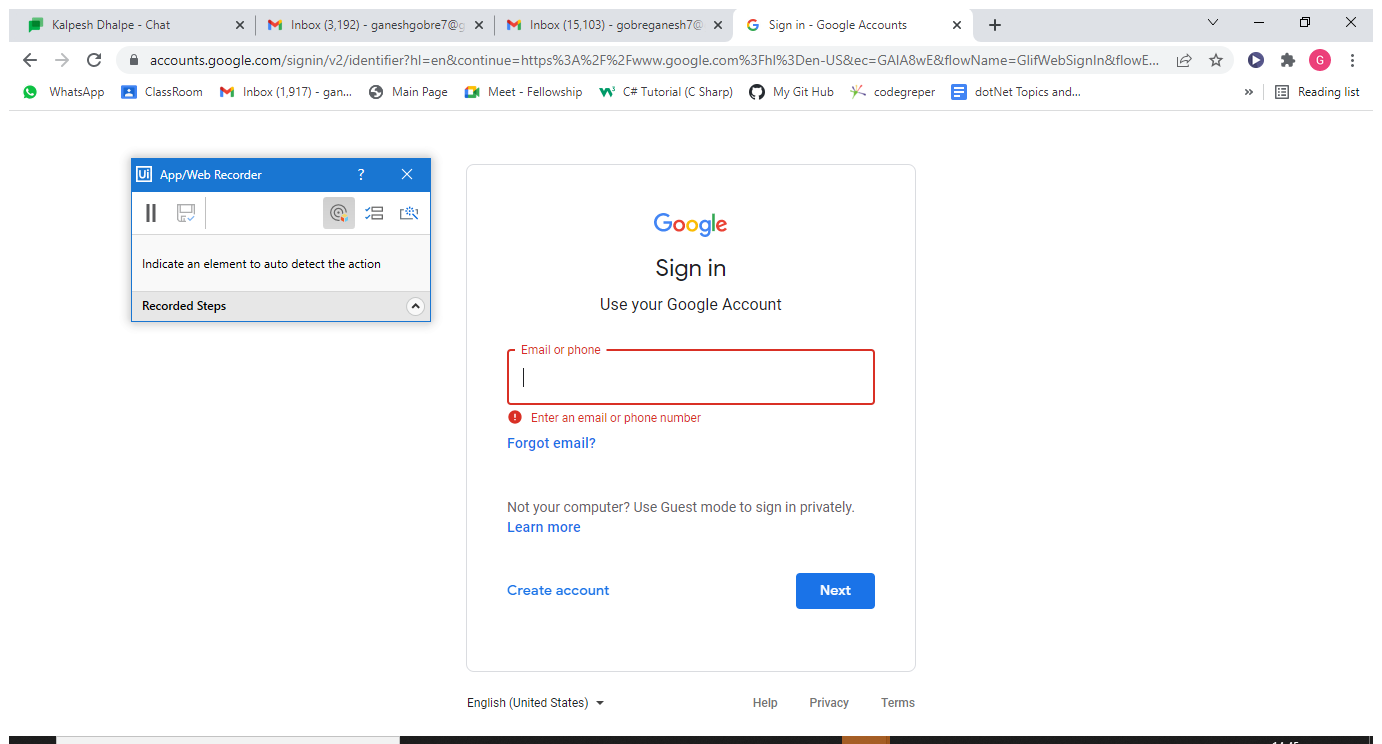 Kalpesh Dhalpe - Chat
Inbox (3,192) - ganeshgobre7@g
Inbox (15,103) - gobreganesh7@
Sign in - Google Accounts
accounts.google.com/signin/v2/identifier?hl=en&continue=https%3A%2F%2Fwww.google.com%3Fhl%3Den-US&ec=GAlA8wE&flowName=GlifWebSignIn&flowE...
G
WhatsApp
ClassRoom
Inbox (1,917) - gan...
Main Page
Meet - Fellowship
C# Tutorial (C Sharp)
My Git Hub
codegreper
dotNet Topics and...
»
Reading list
Ui App/Web Recorder ?
Indicate an element to auto detect the action
Recorded Steps
Google
Sign in
Use your Google Account
Email or phone
Enter an email or phone number
Forgot email?
Not your computer? Use Guest mode to sign in privately.
Learn more
Create account
Next
English (United States)
Help
Privacy
Terms